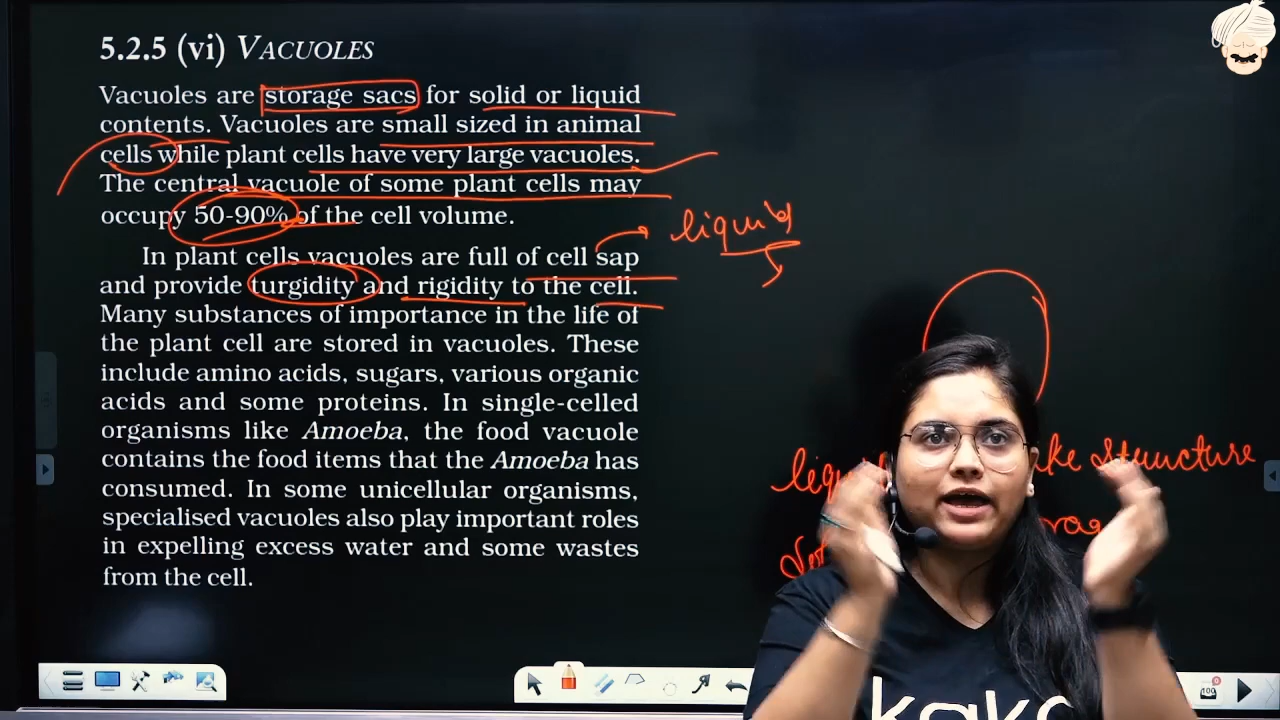 5.2.5 (vi) VACUOLES
Vacuoles are storage sacs for solid or liquid
contents. Vacuoles are small sized in animal
cells while plant cells have very large vacuoles.
The central vacuole of some plant cells may
occupy 50-90% of the cell volume.
In plant cells vacuoles are full of cell sap
and provide turgidity and rigidity to the cell.
Many substances of importance in the life of
the plant cell are stored in vacuoles. These
include amino acids, sugars, various organic
acids and some proteins. In single-celled
organisms like Amoeba, the food vacuole
contains the food items that the Amoeba has
consumed. In some unicellular organisms,
specialised vacuoles also play important roles
in expelling excess water and some wastes
from the cell.
liquid
structure
100